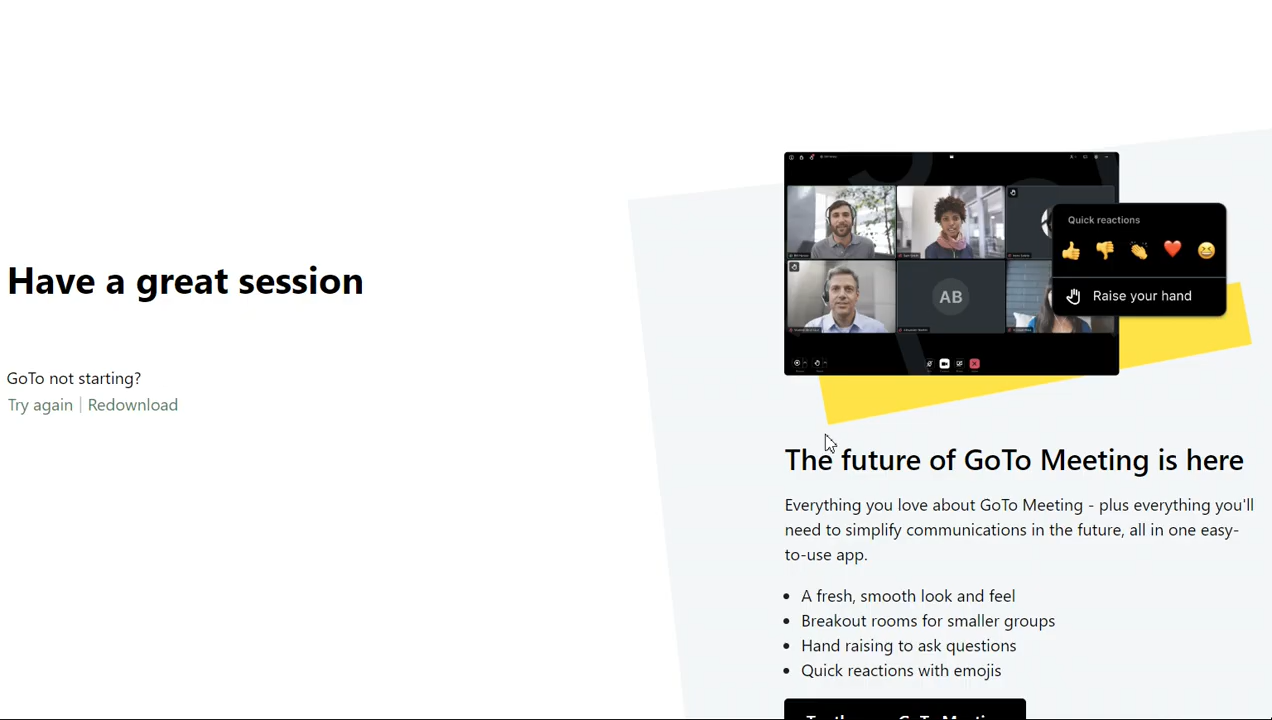 Have a great session
GoTo not starting?
Try again | Redownload
Quick reactions
Raise your hand
AB
The future of GoTo Meeting is here
Everything you love about GoTo Meeting - plus everything you'll
need to simplify communications in the future, all in one easy-
to-use app.
A fresh, smooth look and feel
Breakout rooms for smaller groups
Hand raising to ask questions
Quick reactions with emojis